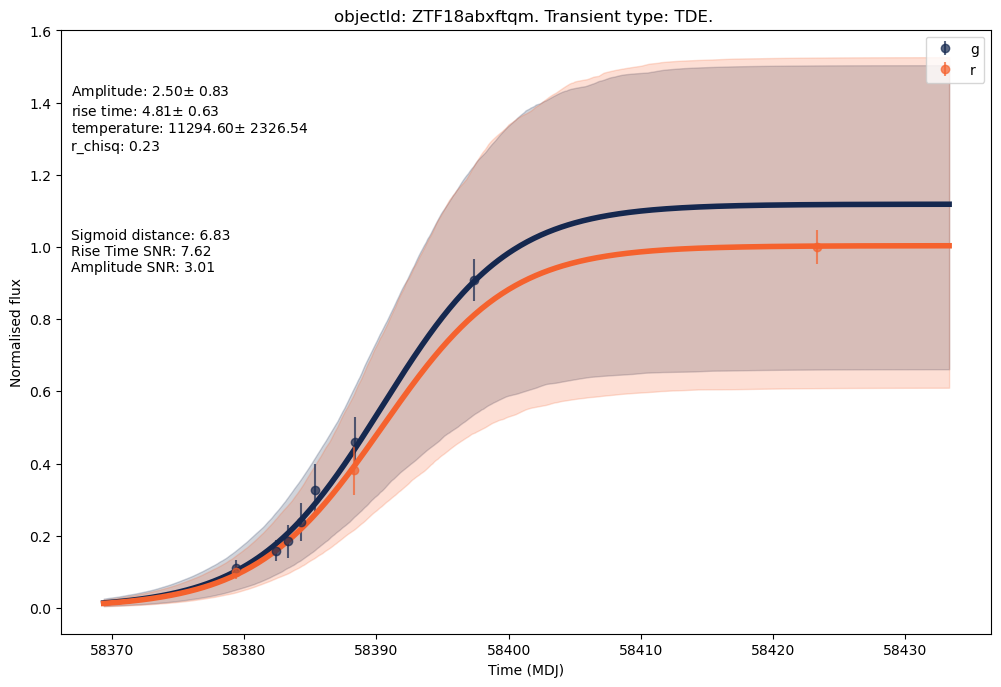 objectId: ZTF18abxftqm. Transient type: TDE.
g
r
Amplitude: 2.50± 0.83
rise time: 4.81± 0.63
temperature: 11294.60± 2326.54
r_chisq: 0.23
Sigmoid distance: 6.83
Rise Time SNR: 7.62
Amplitude SNR: 3.01
Normalised flux
1.6
1.4
1.2
1.0
0.8
0.6
0.4
0.2
0.0
58370 58380 58390 58400 58410 58420 58430
Time (MDJ)